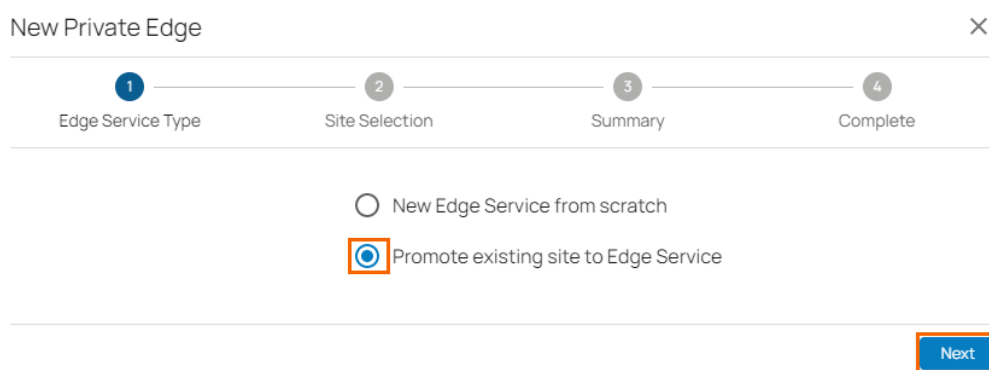 New Private Edge
1 2 3 4
Edge Service Type Site Selection Summary Complete
New Edge Service from scratch
Promote existing site to Edge Service
Next